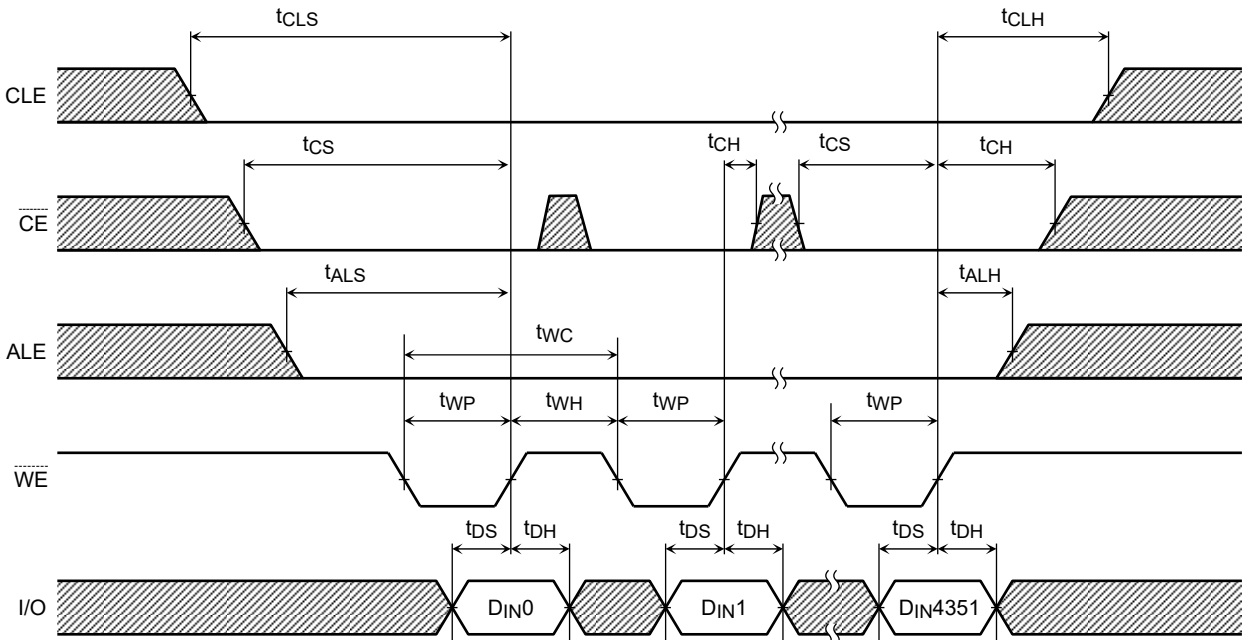 tCLS tCLH
CLE
tCS tCH tCS tCH
CE
tALS tALH
ALE
tWC
tWP tWH tWP tWP
WE
tDS tDH tDS tDH tDS tDH
I/O DIN0 DIN1 DIN4351